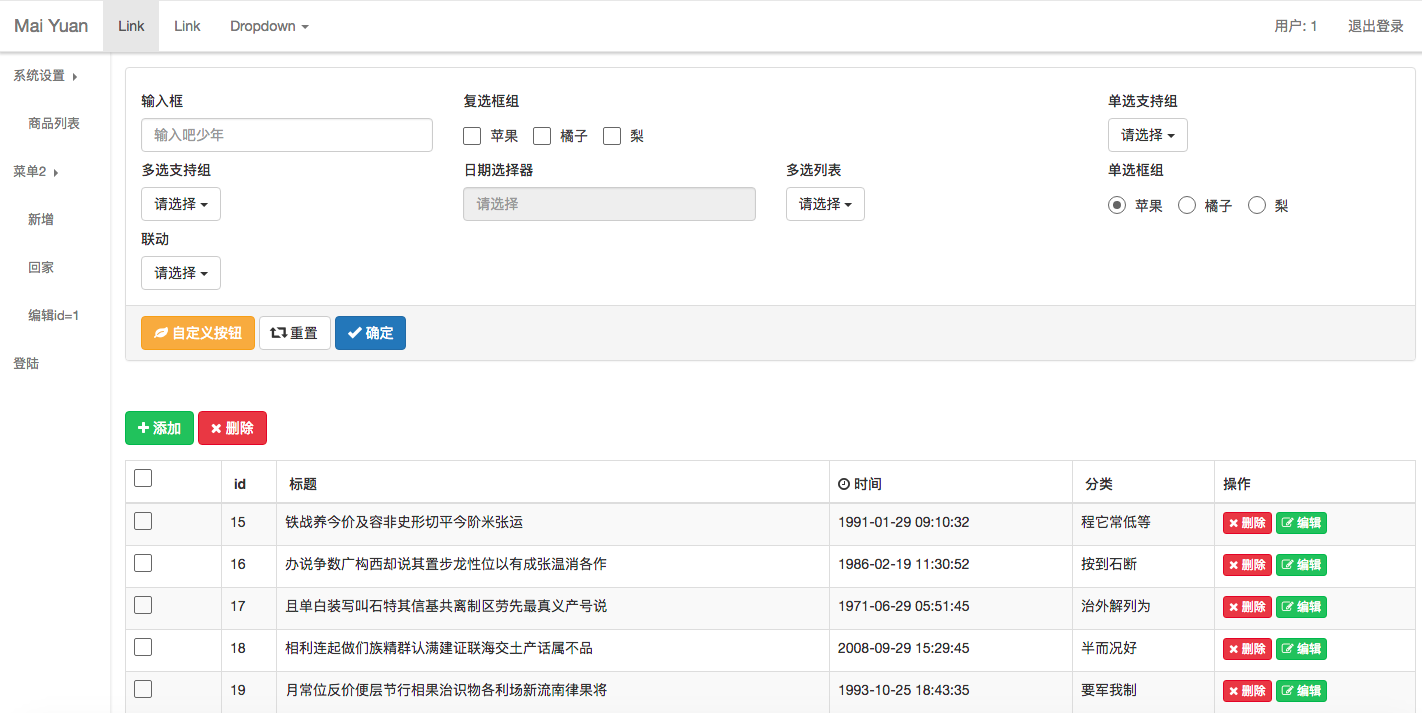 Mai Yuan Link Link Dropdown 用户: 1 退出登录
系统设置
商品列表
菜单2
新增
回家
编辑id=1
登陆
输入框 复选框组 单选支持组
输入吧少年 苹果 橘子 梨 请选择
多选支持组 日期选择器 多选列表 单选框组
请选择 请选择 请选择 苹果 橘子 梨
联动
请选择
自定义按钮 重置 确定
添加 删除
id 标题 时间 分类 操作
15 铁战养今价及容非史形切平今阶米张运 1991-01-29 09:10:32 程它常低等 删除 编辑
16 办说争数广构西却说其置步龙性位以有成张温消各作 1986-02-19 11:30:52 按到石断 删除 编辑
17 且单白装写叫石特其信基共离制区劳先最真义产号说 1971-06-29 05:51:45 治外解列为 删除 编辑
18 相利连起做们族精群认满建证联海交土产话属不品 2008-09-29 15:29:45 半而况好 删除 编辑
19 月常位反价便层节行相果治识物各利场新流南律果将 1993-10-25 18:43:35 要军我制 删除 编辑